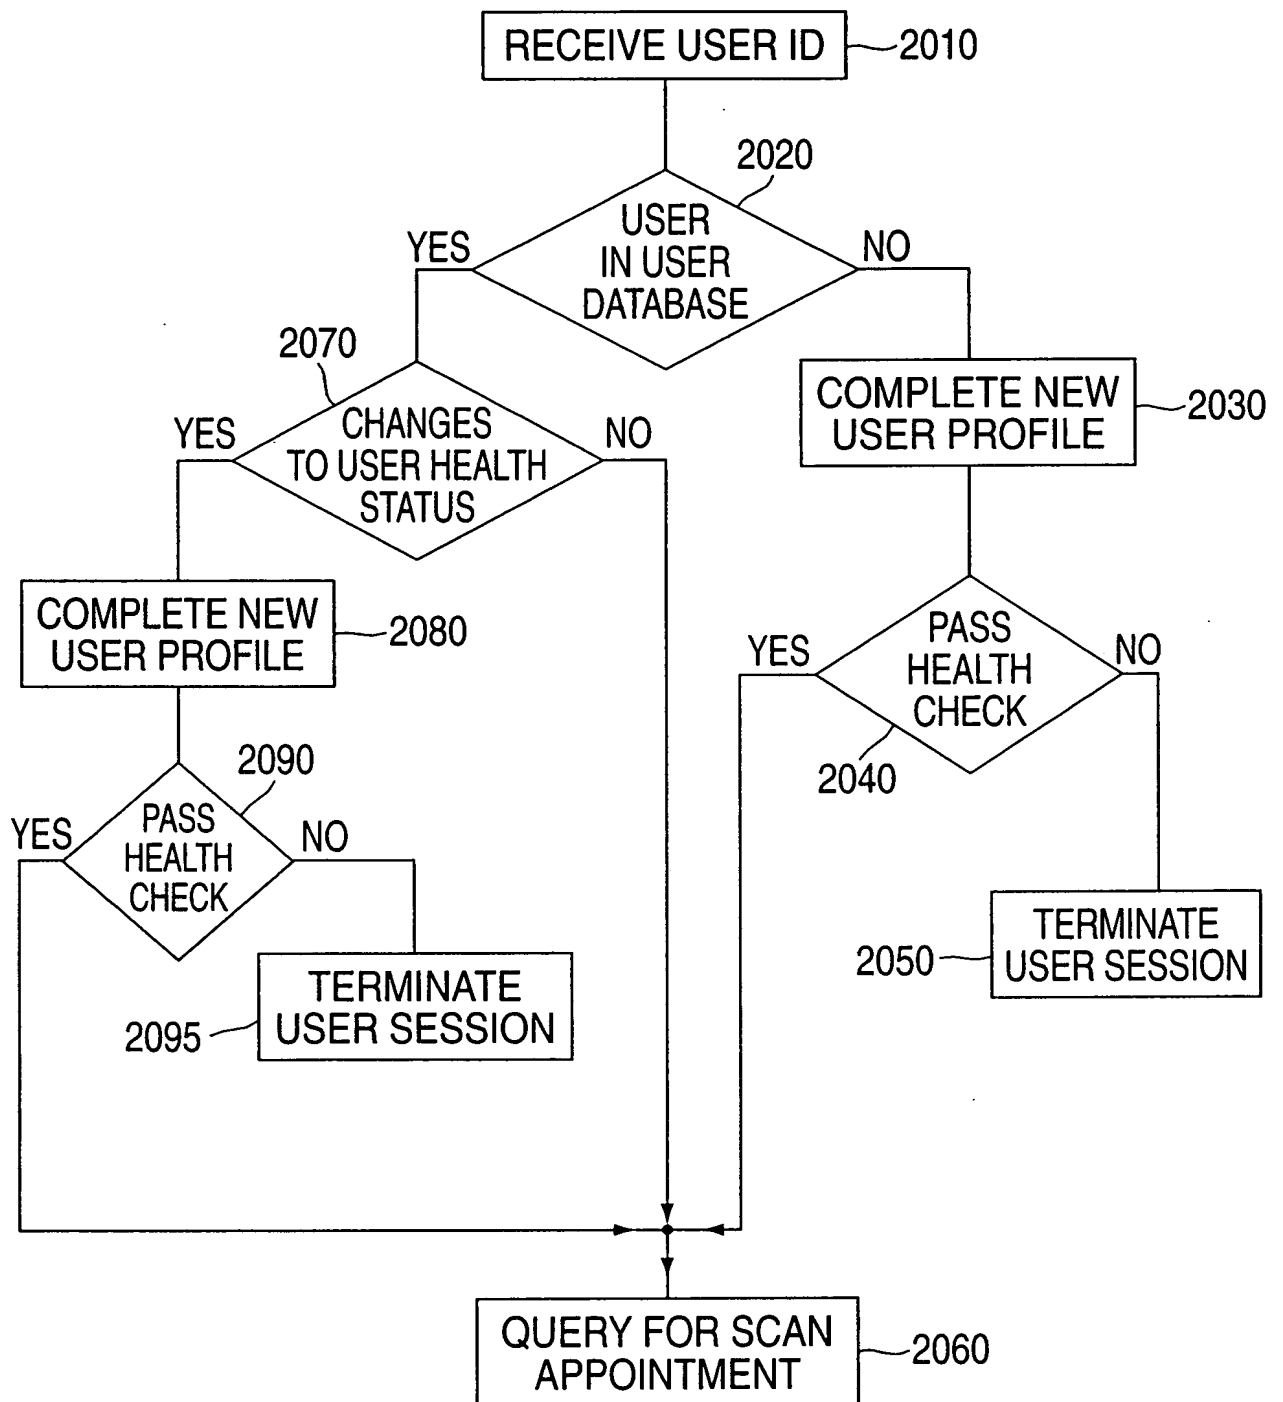 RECEIVE USER ID
2010
2020
USER
IN USER
DATABASE
YES
NO
2070
CHANGES
TO USER HEALTH
STATUS
YES
NO
COMPLETE NEW
USER PROFILE
2030
COMPLETE NEW
USER PROFILE
2080
PASS
HEALTH
CHECK
YES
NO
2040
2090
PASS
HEALTH
CHECK
YES
NO
TERMINATE
USER SESSION
2050
TERMINATE
USER SESSION
2095
QUERY FOR SCAN
APPOINTMENT
2060